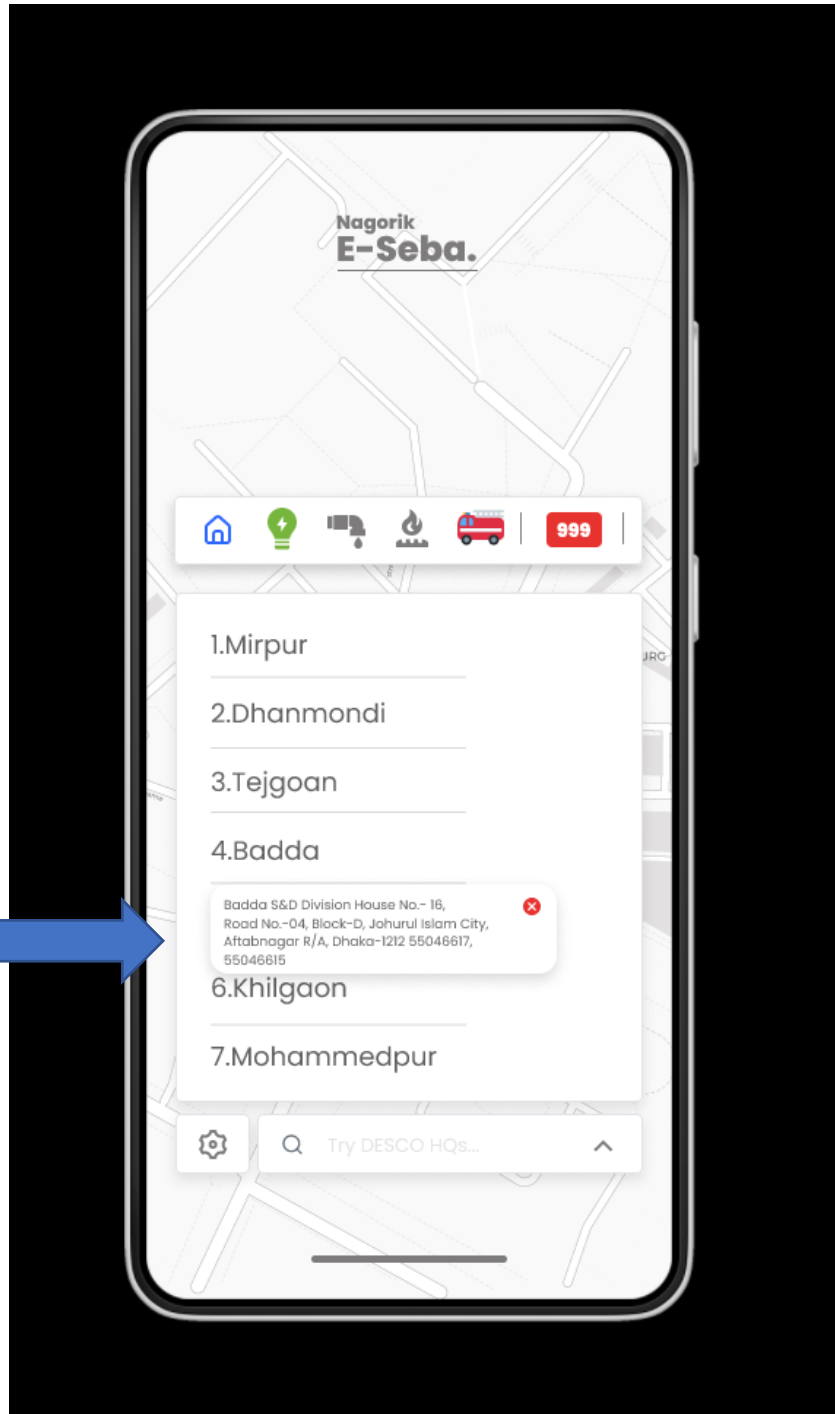 Nagorik
E-Seba.
999
1.Mirpur
JRG
2.Dhanmondi
3.Tejgoan
4.Badda
Badda S&D Division House No.- 16,
Road No.-04, Block-D, Johurul Islam City,
Aftabnagar R/A, Dhaka-1212 55046617,
55046615
6.Khilgaon
7.Mohammedpur
Try DESCO HQs...